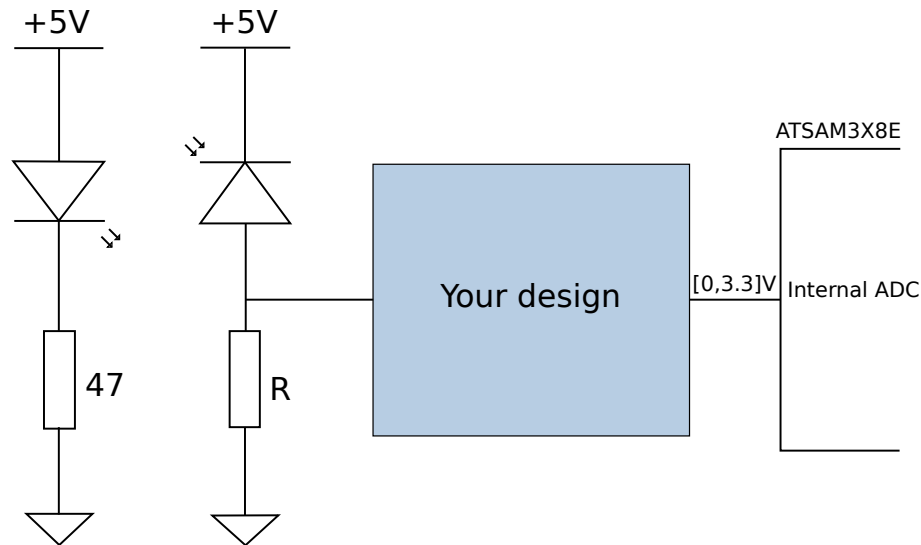 +5V
+5V
ATSAM3X8E
Your design
[0,3.3]V
Internal ADC
47
R